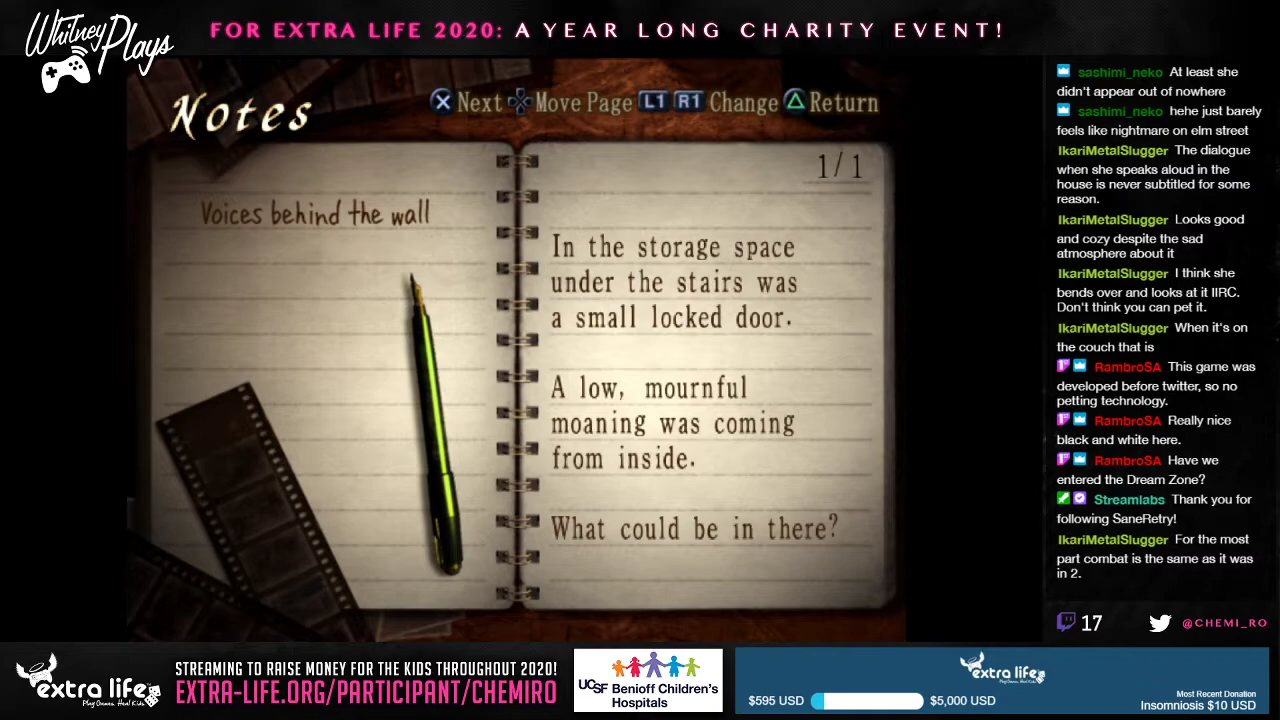 Whitney Plays
FOR EXTRA LIFE 2020: A YEAR LONG CHARITY EVENT!
Notes
Next Move Page L1 R1 Change Return
1/1
Voices behind the wall
In the storage space
under the stairs was
a small locked door.
A low, mournful
moaning was coming
from inside.
What could be in there?
sashimi_neko At least she
didn't appear out of nowhere
sashimi_neko hehe just barely
feels like nightmare on elm street
IkariMetalSlugger The dialogue
when she speaks aloud in the
house is never subtitled for some
reason.
IkariMetalSlugger Looks good
and cozy despite the sad
atmosphere about it
IkariMetalSlugger I think she
bends over and looks at it IIRC.
Don't think you can pet it.
IkariMetalSlugger When it's on
the couch that is
RambroSA This game was
developed before twitter, so no
petting technology.
RambroSA Really nice
black and white here.
RambroSA Have we
entered the Dream Zone?
Streamlabs Thank you for
following SaneRetry!
IkariMetalSlugger For the most
part combat is the same as it was
in 2.
17 @CHEMI_RO
extra life
Play Games. Heal Kids.
STREAMING TO RAISE MONEY FOR THE KIDS THROUGHOUT 2020!
EXTRA-LIFE.ORG/PARTICIPANT/CHEMIRO
UCSF Benioff Children's
Hospitals
extra life
$595 USD $5,000 USD
Most Recent Donation
Insomniosis $10 USD